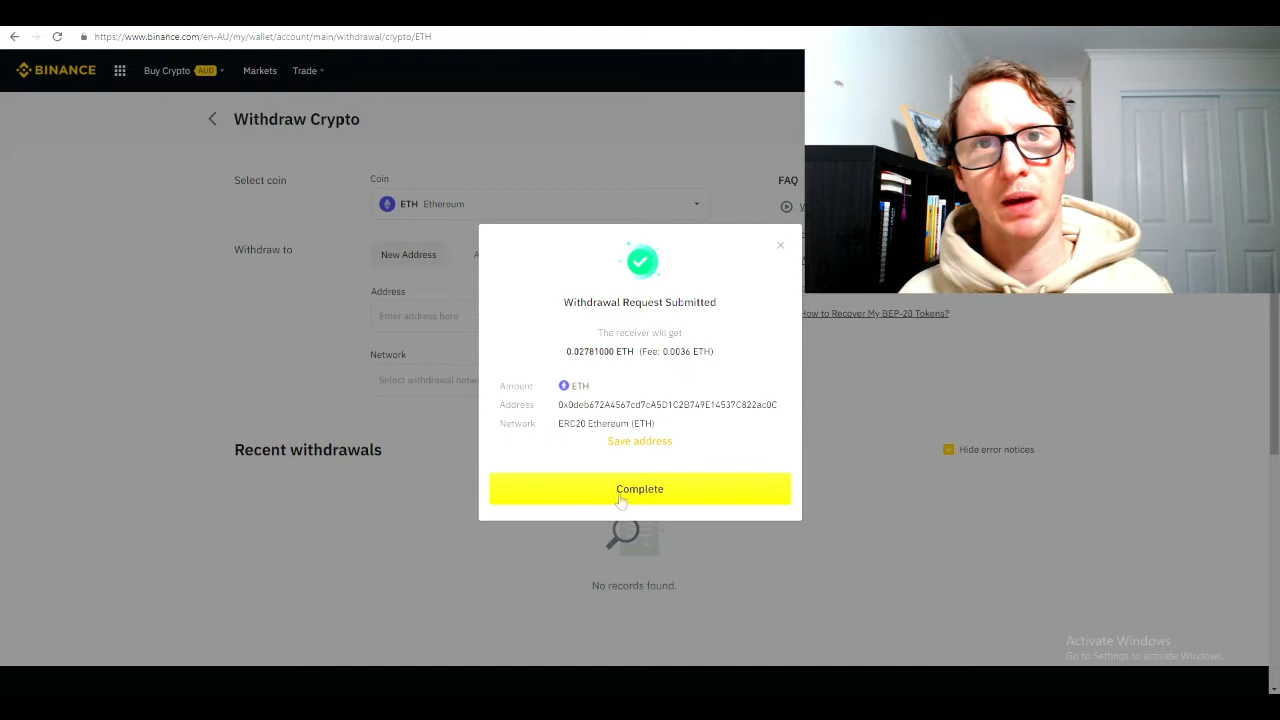 https://www.binance.com/en-AU/my/wallet/account/main/withdrawal/crypto/ETH
BINANCE
Buy Crypto AUD
Markets
Trade
Withdraw Crypto
Select coin
Coin
FAQ
ETH Ethereum
Withdraw to
New Address
Address
Enter address here
How to Recover My BEP-20 Tokens?
Network
Select withdrawal netw
Withdrawal Request Submitted
The receiver will get
0.02781000 ETH (Fee: 0.0036 ETH)
Amount ETH
Address 0x0deb672A4567cd7cA5D1C2B749E14537C822ac0C
Network ERC20 Ethereum (ETH)
Save address
Complete
Recent withdrawals
Hide error notices
No records found.
Activate Windows
Go to Settings to activate Windows.